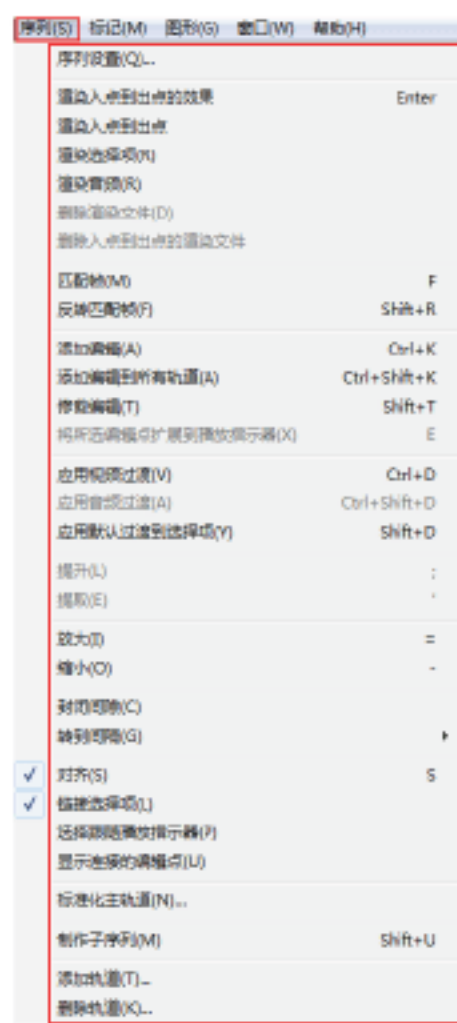 序列(S) 标记(M) 图形(G) 窗口(W) 帮助(H)
序列设置(Q)...
渲染入点到出点的效果 Enter
渲染入点到出点
渲染选择项(R)
渲染音频(R)
删除渲染文件(D)
删除入点到出点的渲染文件
匹配帧(M) F
反转匹配帧(F) Shift+R
添加编辑(A) Ctrl+K
添加编辑到所有轨道(A) Ctrl+Shift+K
修剪编辑(T) Shift+T
将所选编辑点扩展到播放指示器(X) E
应用视频过渡(V) Ctrl+D
应用音频过渡(A) Ctrl+Shift+D
应用默认过渡到选择项(Y) Shift+D
提升(L) ;
提取(E) '
放大(I) =
缩小(O) -
封闭间隙(C)
转到间隔(G)
对齐(S) S
链接选择项(L)
选择跟随播放指示器(P)
显示连接的编辑点(U)
标准化主轨道(N)...
制作子序列(M) Shift+U
添加轨道(T)...
删除轨道(K)...